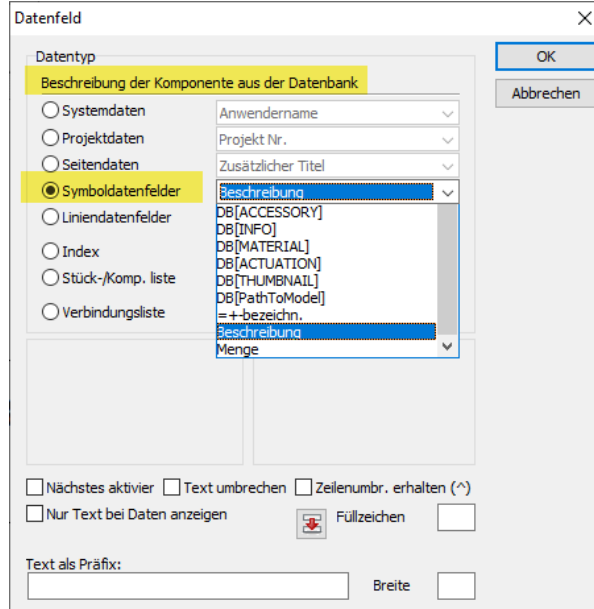 Datenfeld
Datentyp
OK
Beschreibung der Komponente aus der Datenbank
Abbrechen
Systemdaten
Anwendername
Projektdaten
Projekt Nr.
Seitendaten
Zusätzlicher Titel
Symboldatenfelder
Beschreibung
Liniendatenfelder
DB[ACCESSORY]
DB[INFO]
Index
DB[MATERIAL]
DB[ACTUATION]
Stück-/Komp. liste
DB[THUMBNAIL]
DB[PathToModel]
Verbindungsliste
=+-bezeichn.
Beschreibung
Menge
Nächstes aktivier
Text umbrechen
Zeilenumbr. erhalten (^)
Nur Text bei Daten anzeigen
Füllzeichen
Text als Präfix:
Breite